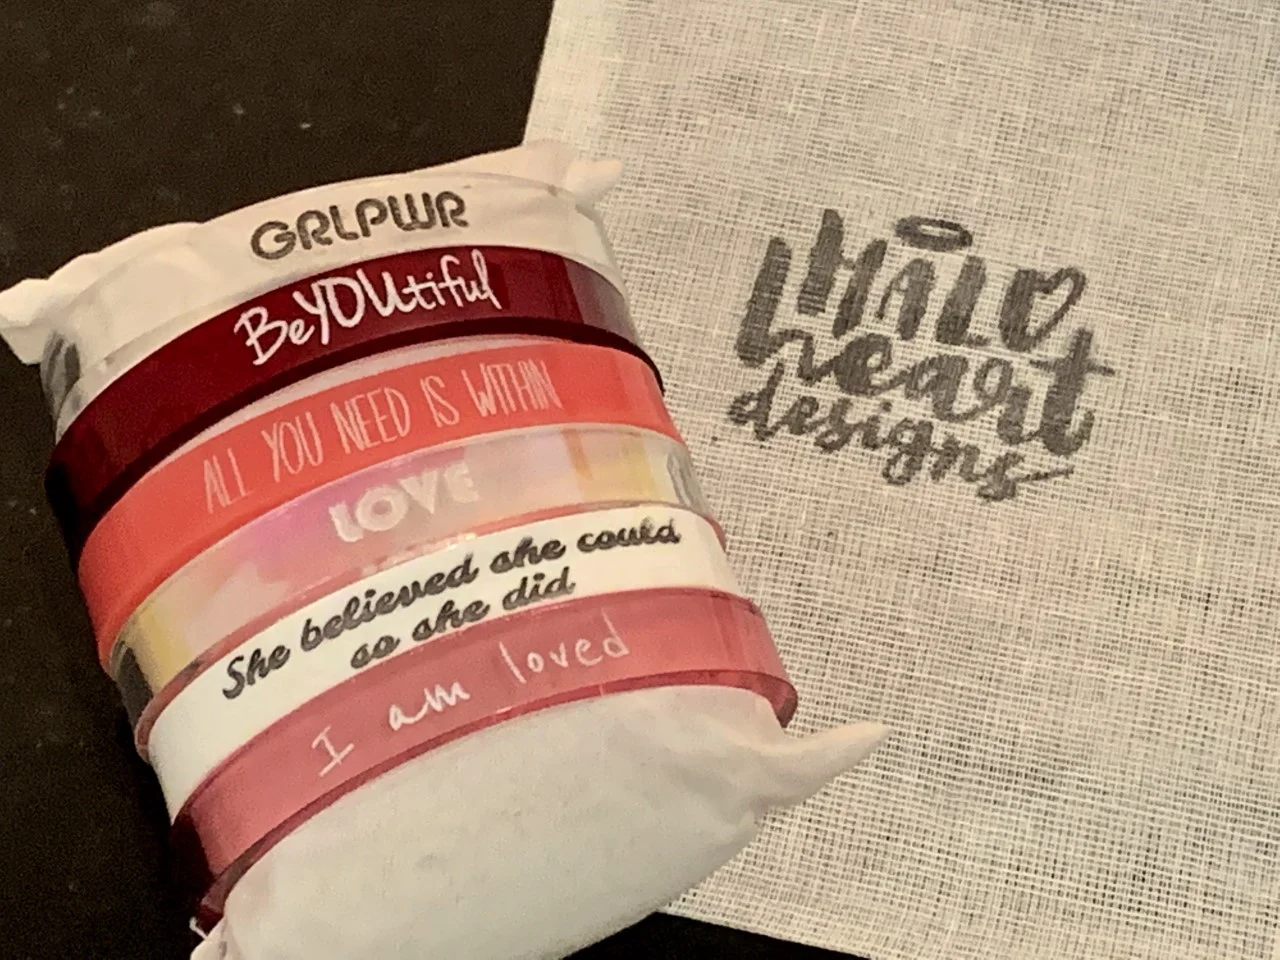 GRLPWR
BeYOUtiful
ALL YOU NEED IS WITHIN
LOVE
She believed she could
so she did
I am loved
HALO
heart
designs